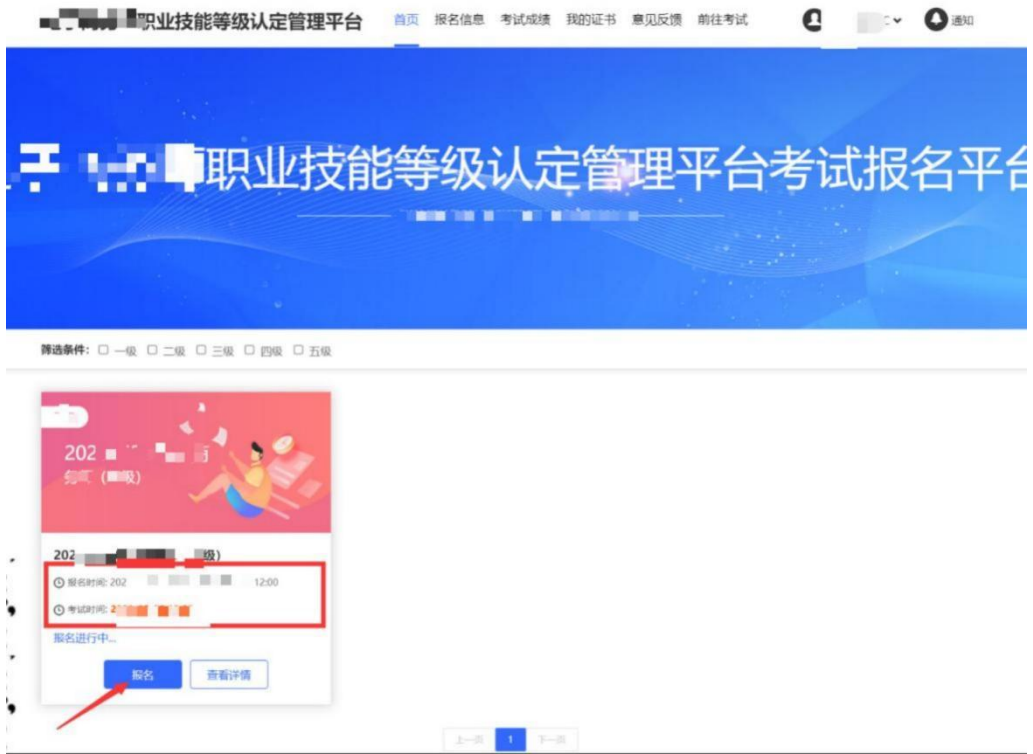 职业技能等级认定管理平台 首页 报名信息 考试成绩 我的证书 意见反馈 前往考试 通知
职业技能等级认定管理平台考试报名平台
筛选条件: 一级 二级 三级 四级 五级
202
级)
202 级)
报名时间: 202 12:00
考试时间: 2
报名进行中...
报名 查看详情
上一页 1 下一页